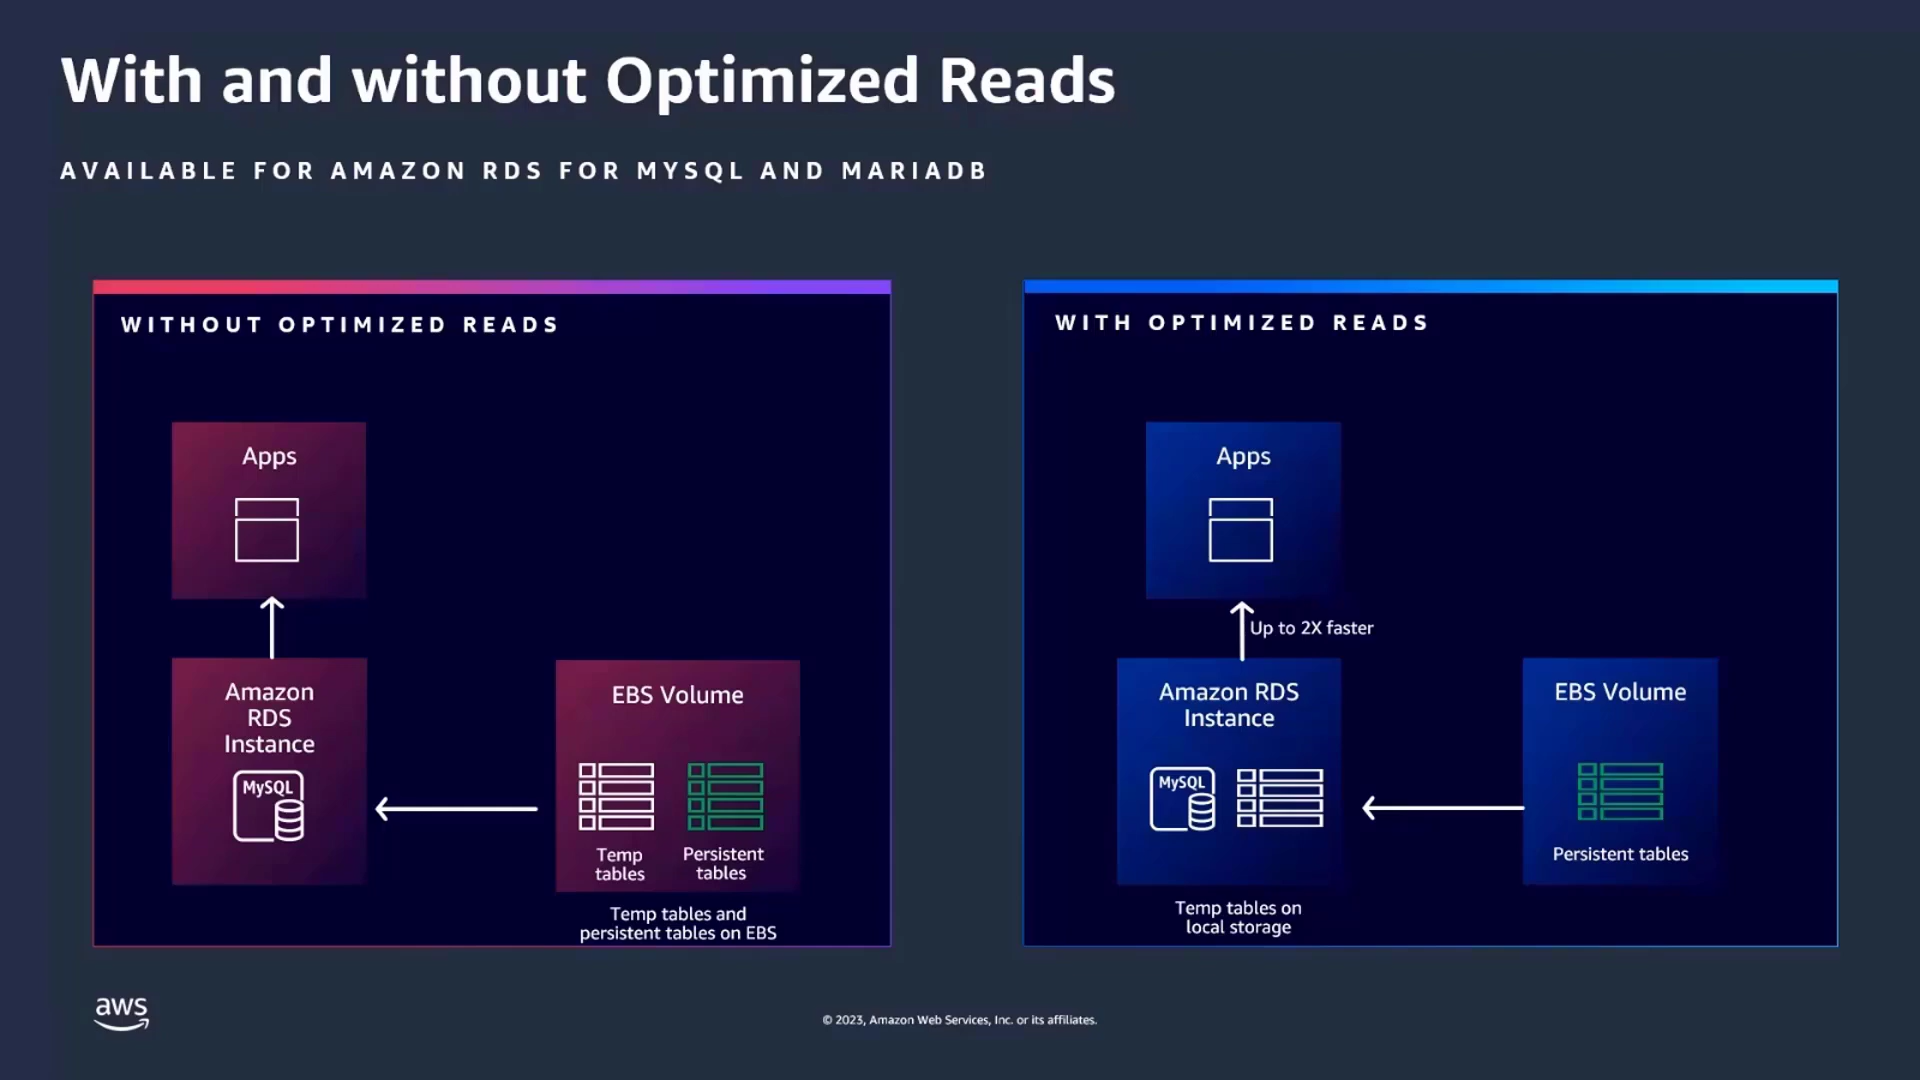 With and without Optimized Reads
AVAILABLE FOR AMAZON RDS FOR MYSQL AND MARIADB
WITHOUT OPTIMIZED READS
Apps
Amazon
RDS
Instance
MySQL
EBS Volume
Temp
tables
Persistent
tables
Temp tables and
persistent tables on EBS
WITH OPTIMIZED READS
Apps
Up to 2X faster
Amazon RDS
Instance
MySQL
Temp tables on
local storage
EBS Volume
Persistent tables
aws
© 2023, Amazon Web Services, Inc. or its affiliates.